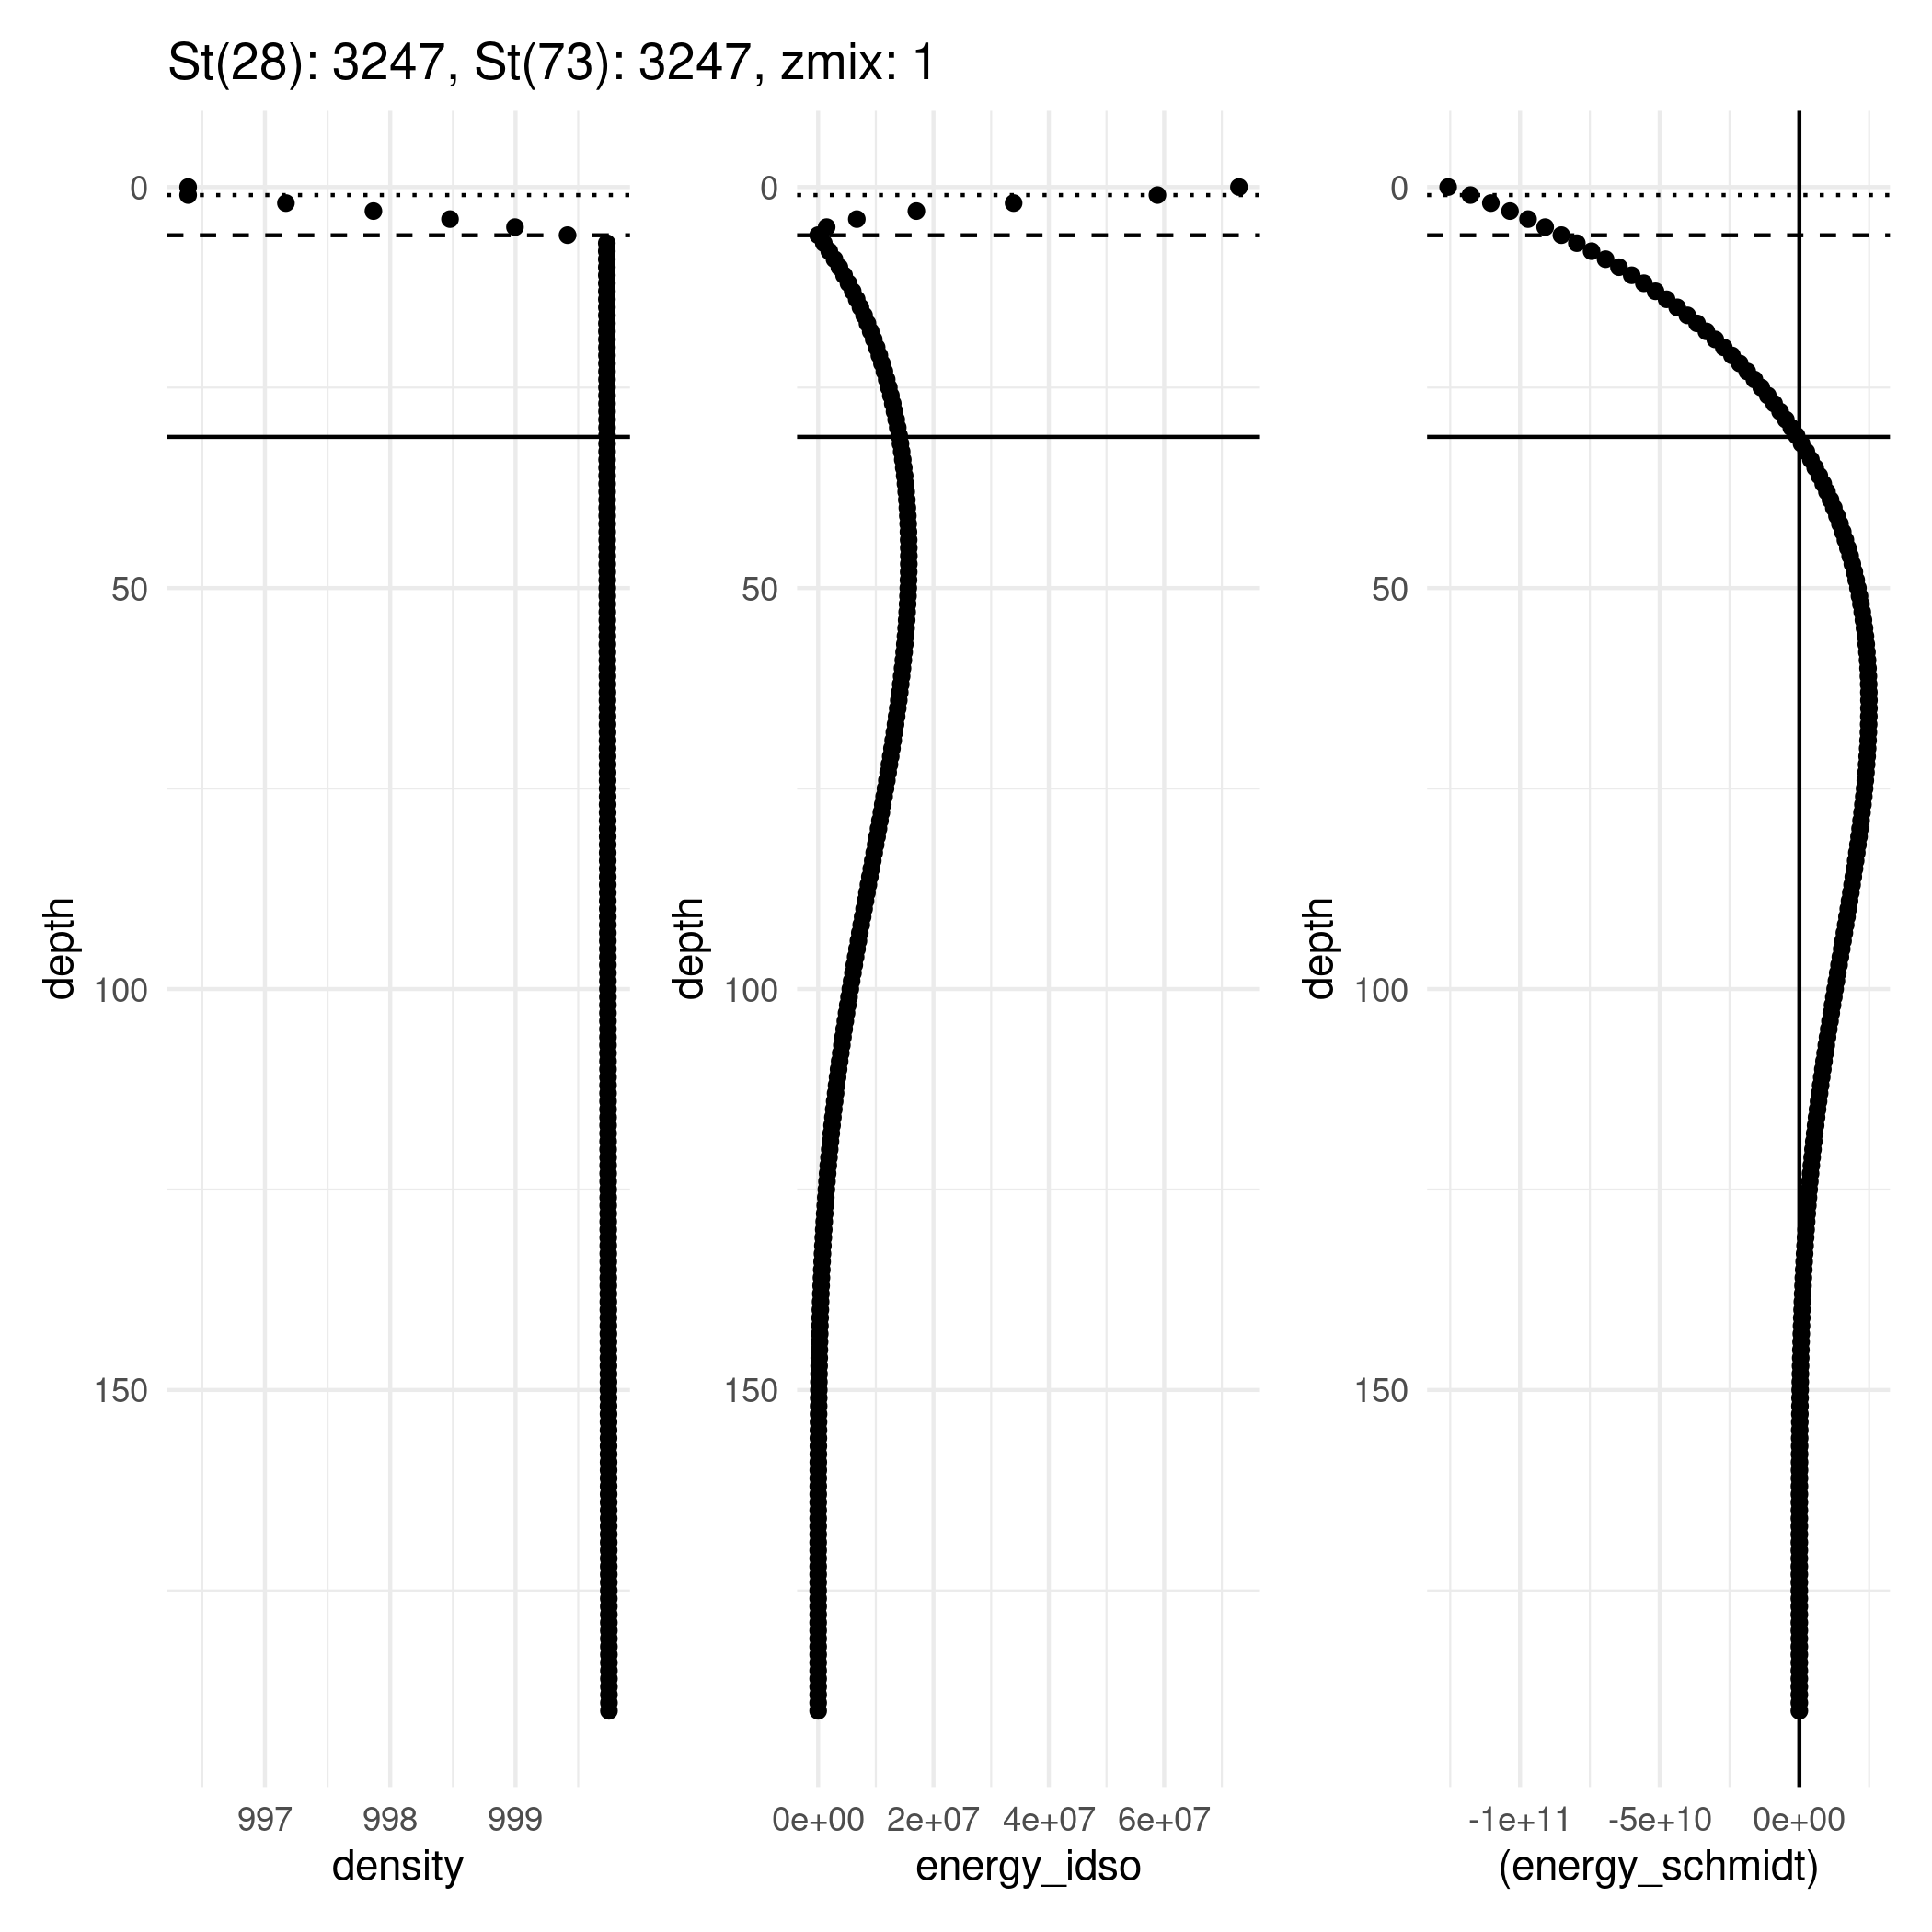 St(28): 3247, St(73): 3247, zmix: 1
0
50
100
150
depth
997 998 999
density
0
50
100
150
depth
0e+00 2e+07 4e+07 6e+07
energy_idso
0
50
100
150
depth
-1e+11 -5e+10 0e+00
(energy_schmidt)